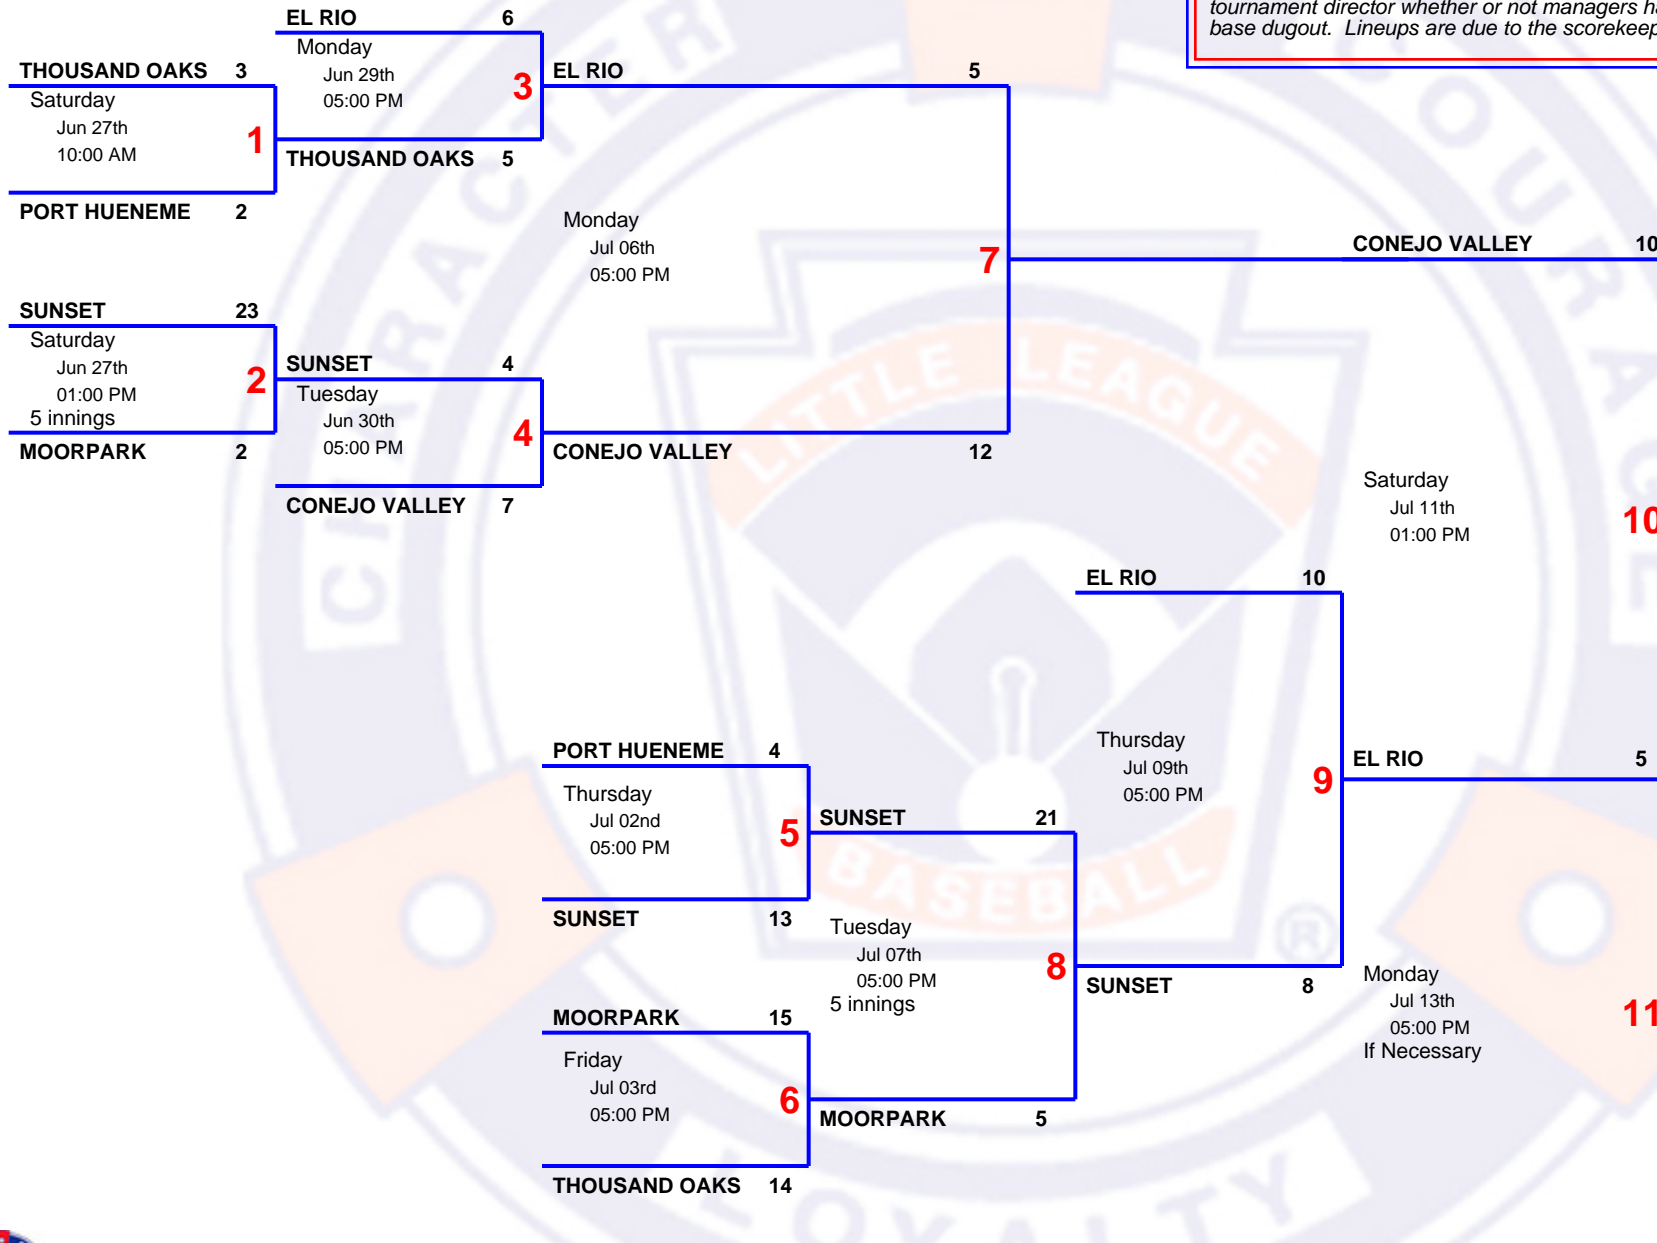 tournament director whether or not managers
base dugout. Lineups are due to the
EL RIO 6
Monday
Jun 29th
05:00 PM
3
THOUSAND OAKS 5
THOUSAND OAKS 3
Saturday
Jun 27th
10:00 AM
1
PORT HUENEME 2
EL RIO 5
Monday
Jul 06th
05:00 PM
7
CONEJO VALLEY 12
SUNSET 23
Saturday
Jun 27th
01:00 PM
5 innings
2
MOORPARK 2
SUNSET 4
Tuesday
Jun 30th
05:00 PM
4
CONEJO VALLEY 7
CONEJO VALLEY 10
Saturday
Jul 11th
01:00 PM
10
EL RIO 10
Thursday
Jul 09th
05:00 PM
9
SUNSET 8
EL RIO 5
PORT HUENEME 4
Thursday
Jul 02nd
05:00 PM
5
SUNSET 13
SUNSET 21
Tuesday
Jul 07th
05:00 PM
5 innings
8
MOORPARK 5
MOORPARK 15
Friday
Jul 03rd
05:00 PM
6
THOUSAND OAKS 14
Monday
Jul 13th
05:00 PM
If Necessary
11
CHARACTER
COURAGE
LOYALTY
LITTLE LEAGUE
BASEBALL
®